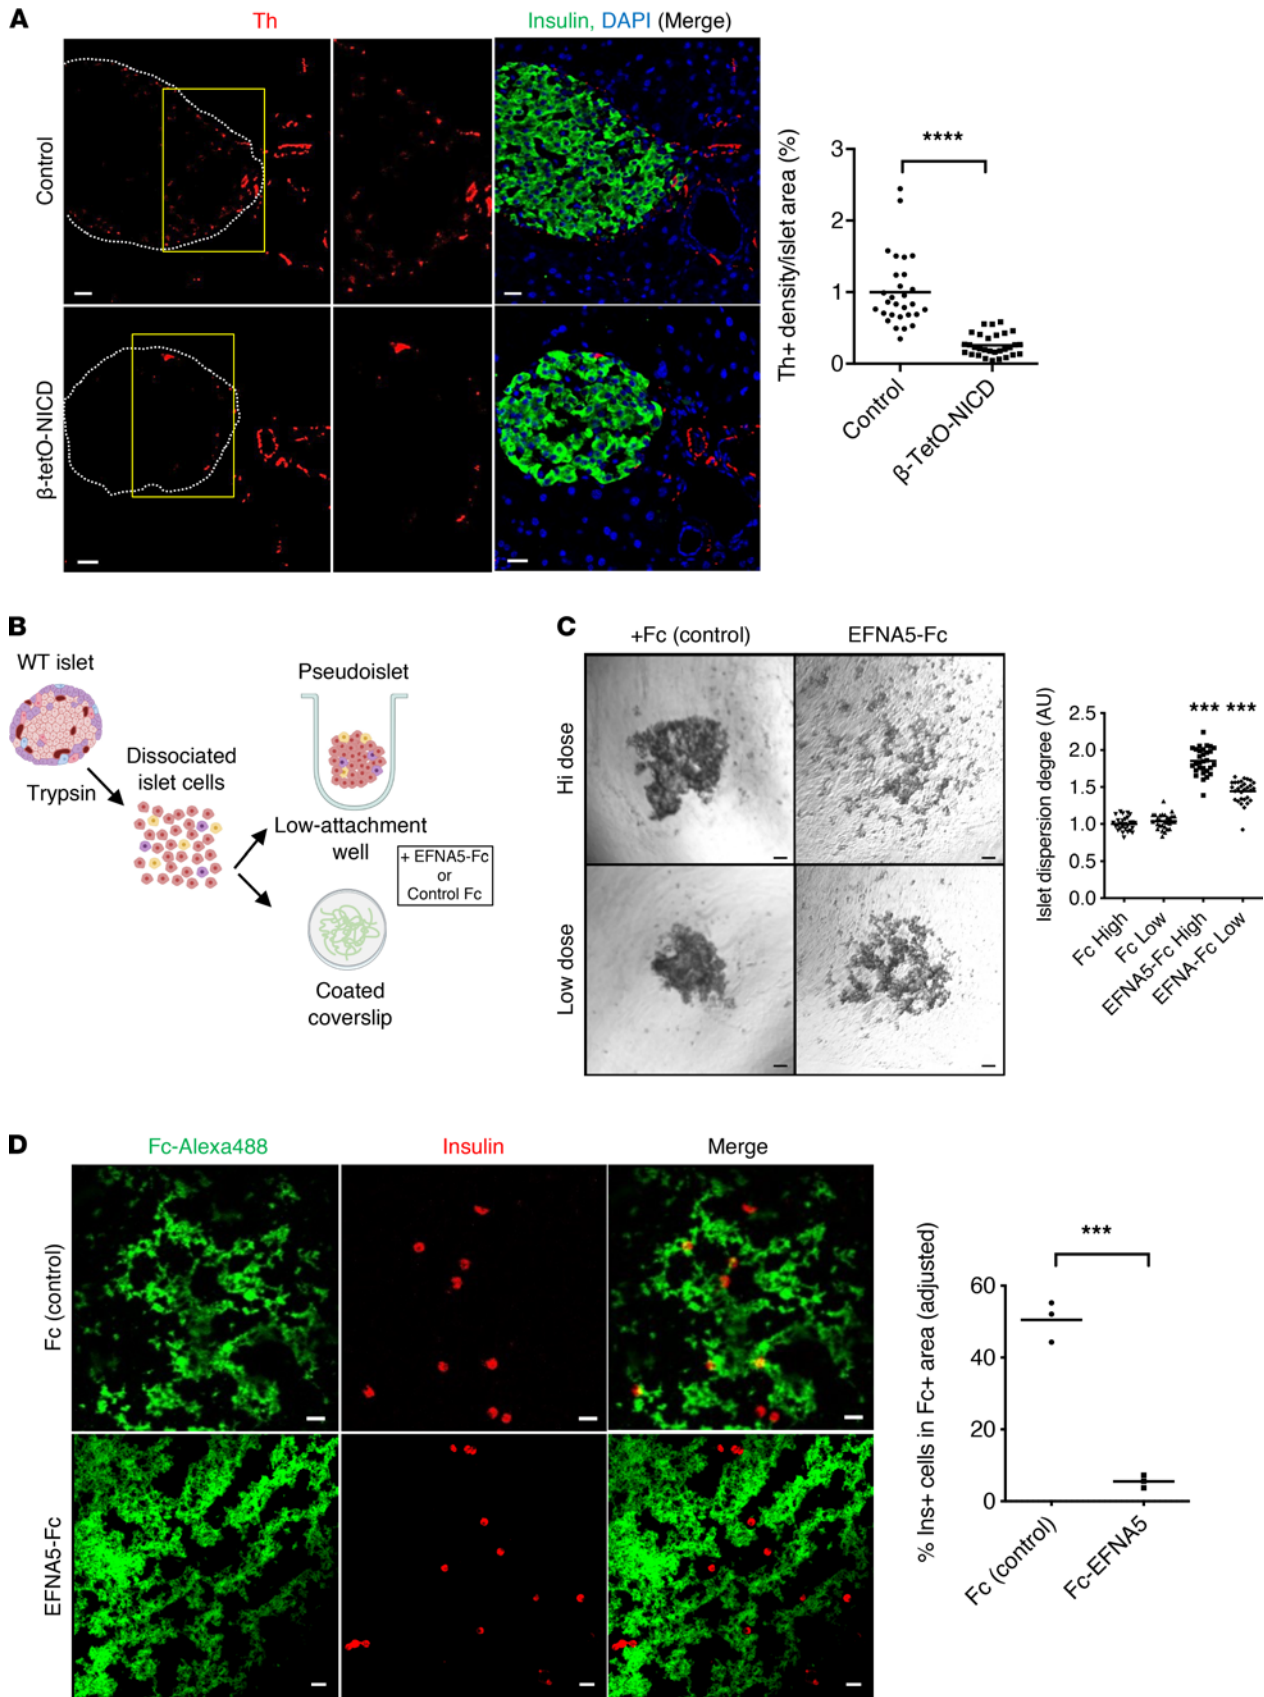 A
Th
Insulin, DAPI (Merge)
Control
β-tetO-NICD
Th+ density/islet area (%)
3
2
1
0
****
Control
β-TetO-NICD
B
WT islet
Trypsin
Dissociated
islet cells
Pseudoislet
Low-attachment
well
+ EFNA5-Fc
or
Control Fc
Coated
coverslip
C
+Fc (control)
EFNA5-Fc
Hi dose
Low dose
Islet dispersion degree (AU)
2.5
2.0
1.5
1.0
0.5
0.0
*** ***
Fc High
Fc Low
EFNA5-Fc High
EFNA-Fc Low
D
Fc-Alexa488
Insulin
Merge
Fc (control)
EFNA5-Fc
% Ins+ cells in Fc+ area (adjusted)
60
40
20
0
***
Fc (control)
Fc-EFNA5